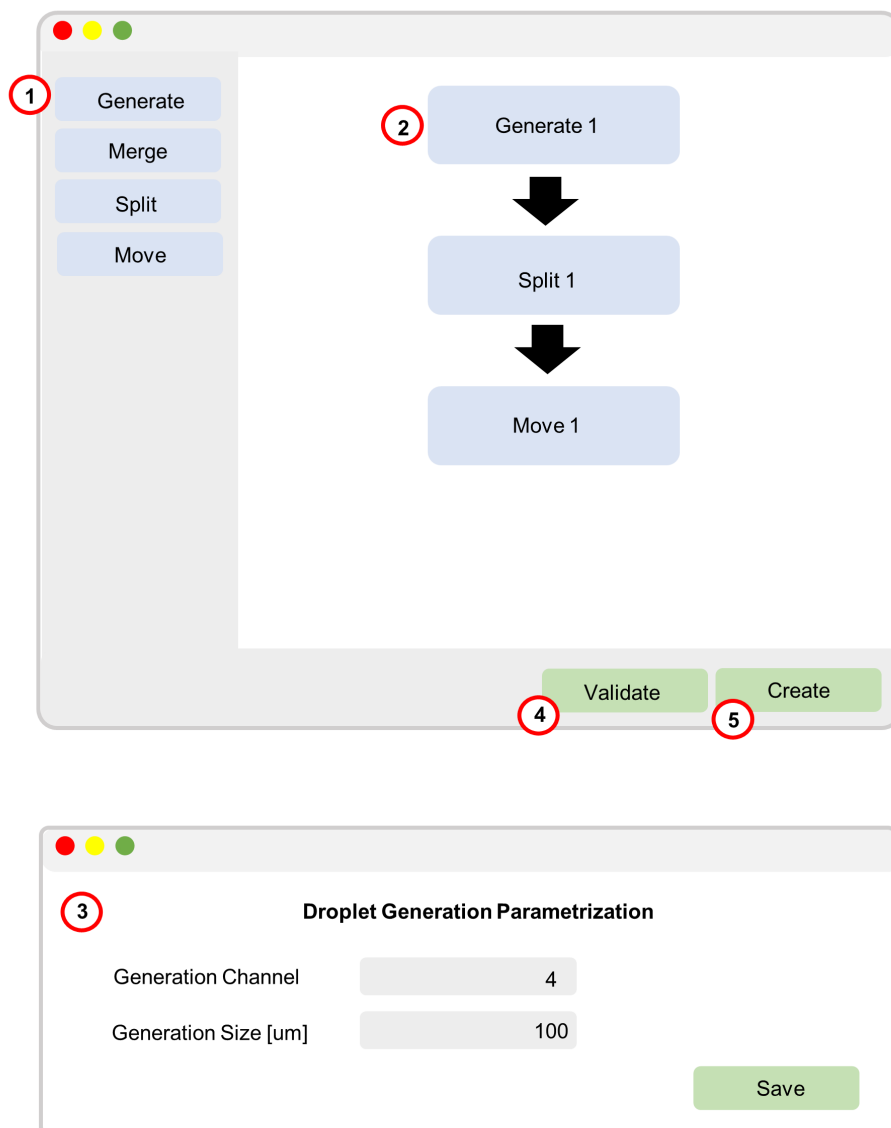 1
Generate
Merge
Split
Move
2
Generate 1
Split 1
Move 1
Validate
Create
4
5
3
Droplet Generation Parametrization
Generation Channel 4
Generation Size [um] 100
Save